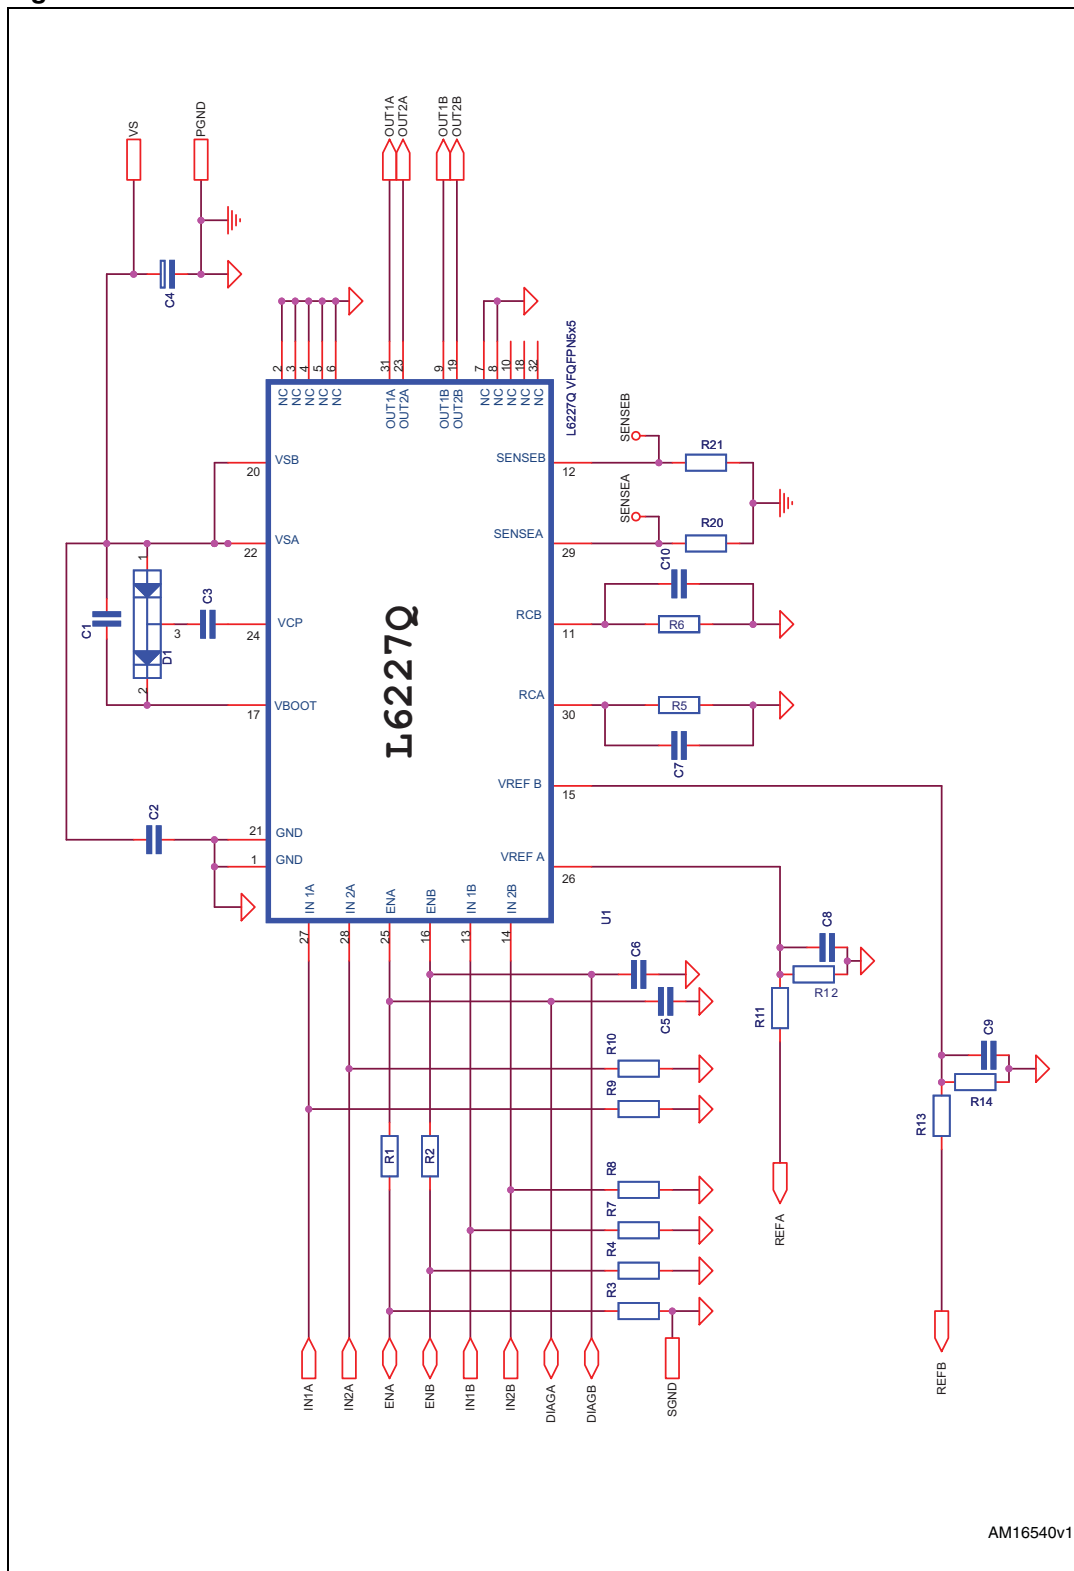 VS
PGND
OUT1A
OUT2A
OUT1B
OUT2B
C4
2
3
4
5
6
31
23
9
19
7
8
10
18
32
NC
NC
NC
NC
NC
OUT1A
OUT2A
OUT1B
OUT2B
NC
NC
NC
NC
NC
L6227Q VFQFPN5x5
VSB
20
VSA
22
VCP
24
VBOOT
17
21
GND
1
GND
C1
1
3
2
D1
C3
C2
L6227Q
SENSEB
12
SENSEB
R21
SENSEA
29
SENSEA
R20
RCB
11
C10
R6
RCA
30
R5
C7
VREF B
15
VREF A
26
IN 1A
IN 2A
ENA
ENB
IN 1B
IN 2B
27
28
25
16
13
14
U1
C6
C5
C8
R12
R11
C9
R14
R13
R10
R9
R1
R2
R8
R7
R4
R3
REFA
REFB
IN1A
IN2A
ENA
ENB
IN1B
IN2B
DIAGA
DIAGB
SGND
AM16540v1